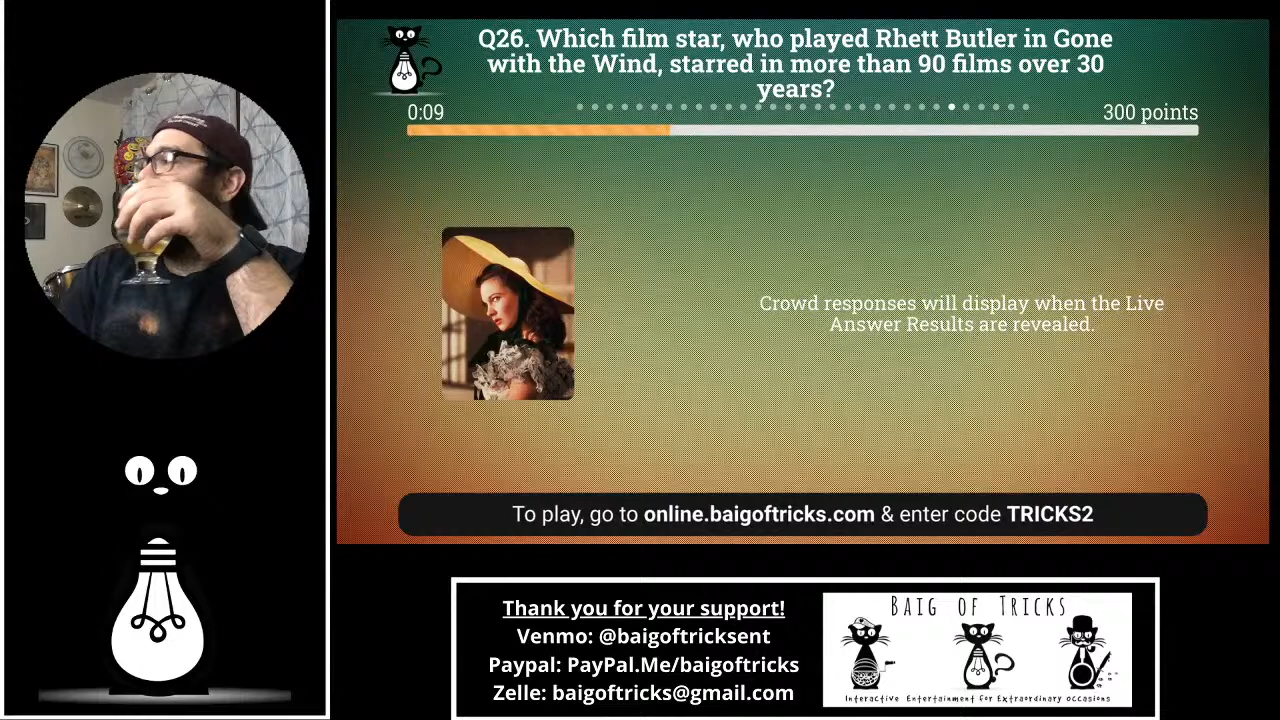 Q26. Which film star, who played Rhett Butler in Gone
with the Wind, starred in more than 90 films over 30
years?
0:09
300 points
Crowd responses will display when the Live
Answer Results are revealed.
To play, go to online.baigoftricks.com & enter code TRICKS2
Thank you for your support!
Venmo: @baigoftricksent
Paypal: PayPal.Me/baigoftricks
Zelle: baigoftricks@gmail.com
BAIG OF TRICKS
Interactive Entertainment for Extraordinary occasions